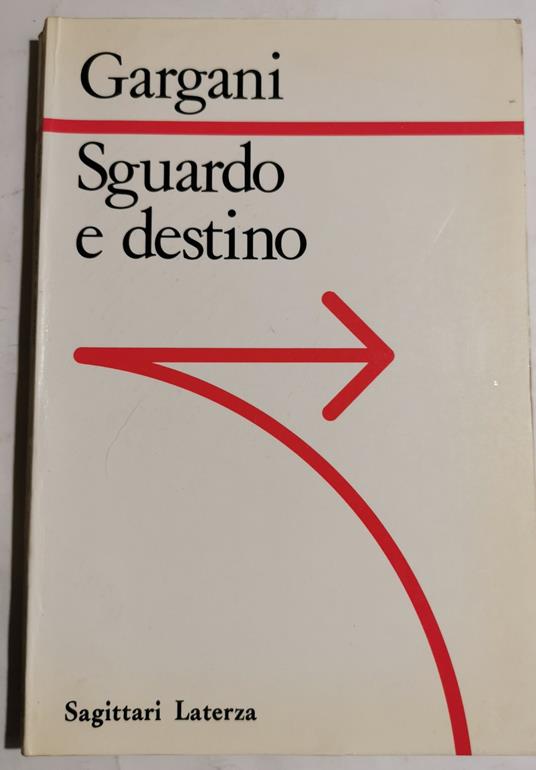 Gargani
Sguardo
e destino
Sagittari Laterza